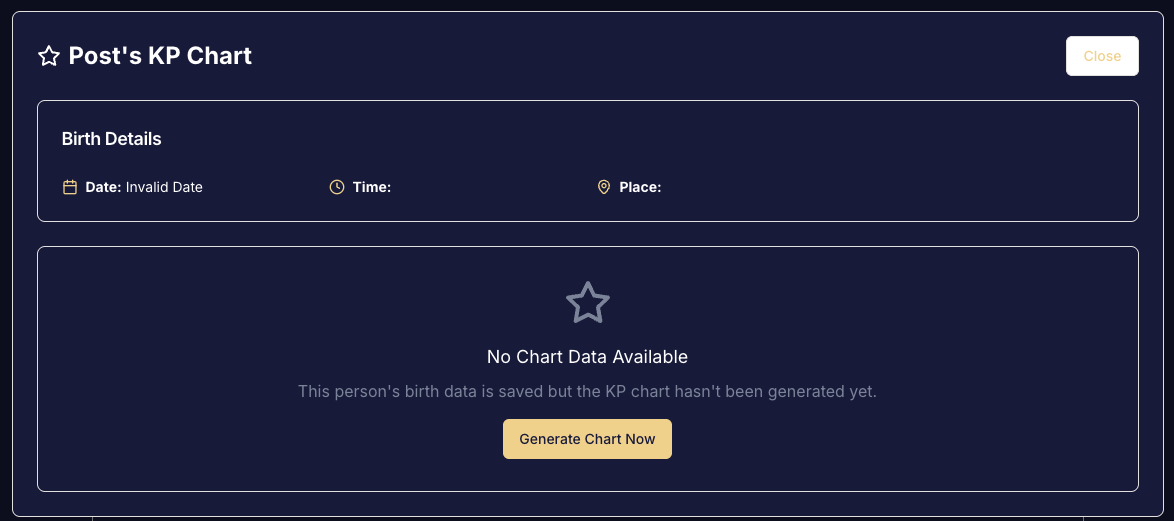 Post's KP Chart
Close
Birth Details
Date: Invalid Date
Time:
Place:
No Chart Data Available
This person's birth data is saved but the KP chart hasn't been generated yet.
Generate Chart Now